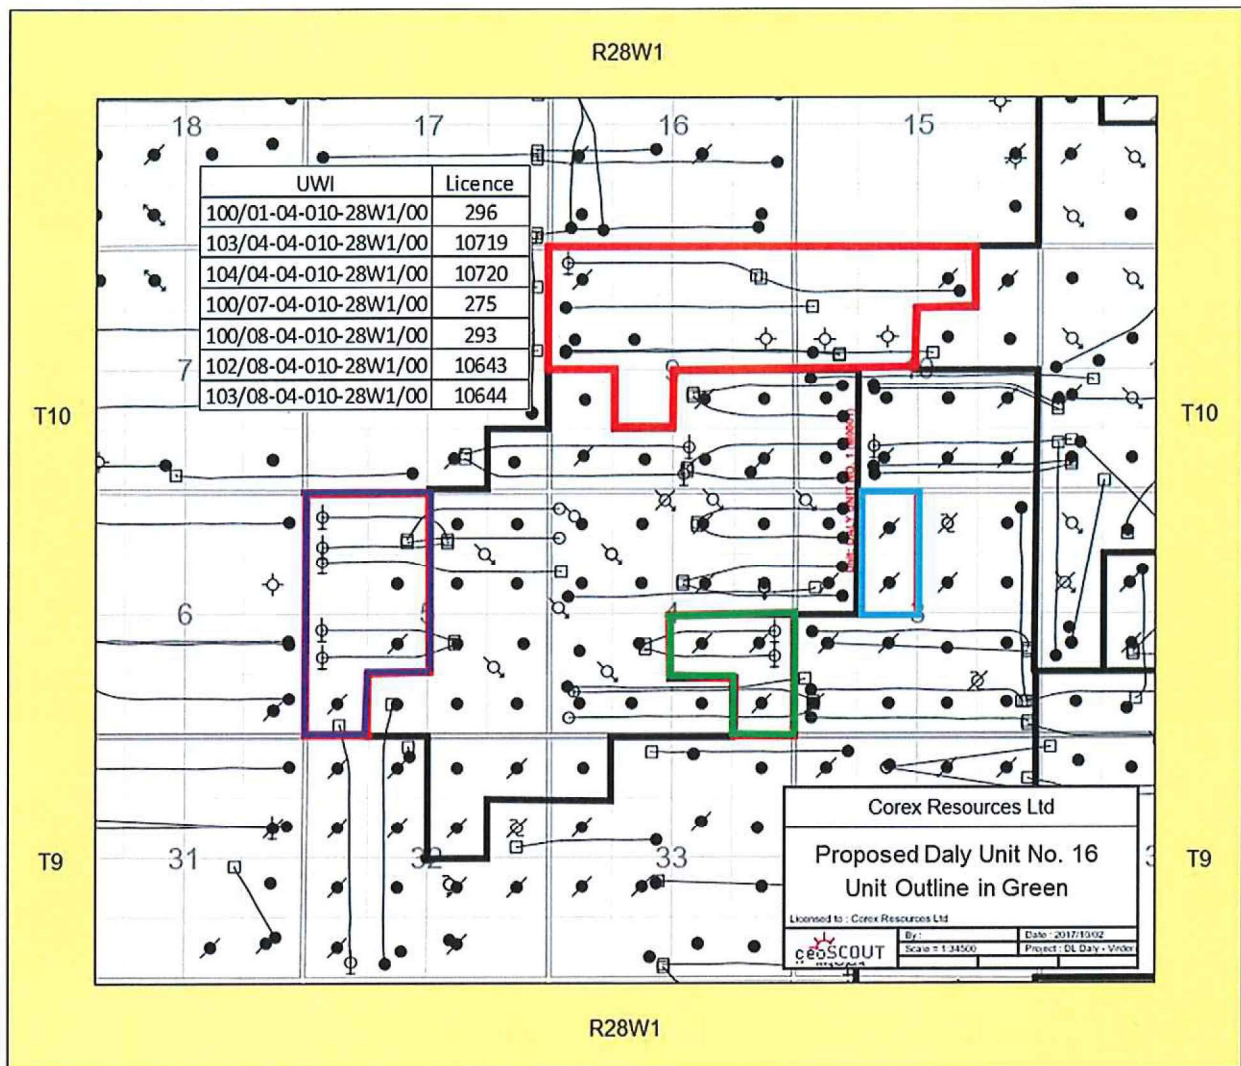 R28W1
18 17 16 15
UWI Licence
100/01-04-010-28W1/00 296
103/04-04-010-28W1/00 10719
104/04-04-010-28W1/00 10720
100/07-04-010-28W1/00 275
100/08-04-010-28W1/00 293
102/08-04-010-28W1/00 10643
103/08-04-010-28W1/00 10644
7 9
T10 T10
6 5 4 3
T9 31 32 33 T9
Corex Resources Ltd
Proposed Daly Unit No. 16
Unit Outline in Green
Licensed to : Corex Resources Ltd
By : Date : 2017/10/02
geoSCOUT Scale = 1:34500 Project : DL Daly - Virden
R28W1